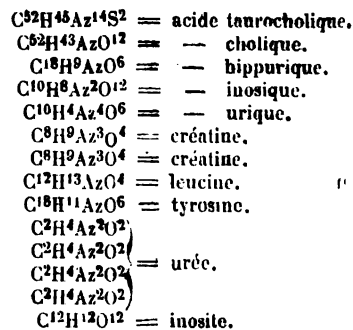 C⁵²H⁴⁵Az¹⁴S² = acide taurocholique.
C⁵²H⁴³AzO¹² = — cholique.
C¹⁸H⁹AzO⁶ = — hippurique.
C¹⁰H⁸Az²O¹² = — inosique.
C¹⁰H⁴Az⁴O⁶ = — urique.
C⁸H⁹Az³O⁴ = créatine.
C⁸H⁹Az³O⁴ = créatine.
C¹²H¹³AzO⁴ = leucine.
C¹⁸H¹¹AzO⁶ = tyrosine.
C²H⁴Az²O²
C²H⁴Az²O²
= urée.
C²H⁴Az²O²
C²H⁴Az²O²
C¹²H¹²O¹² = inosite.